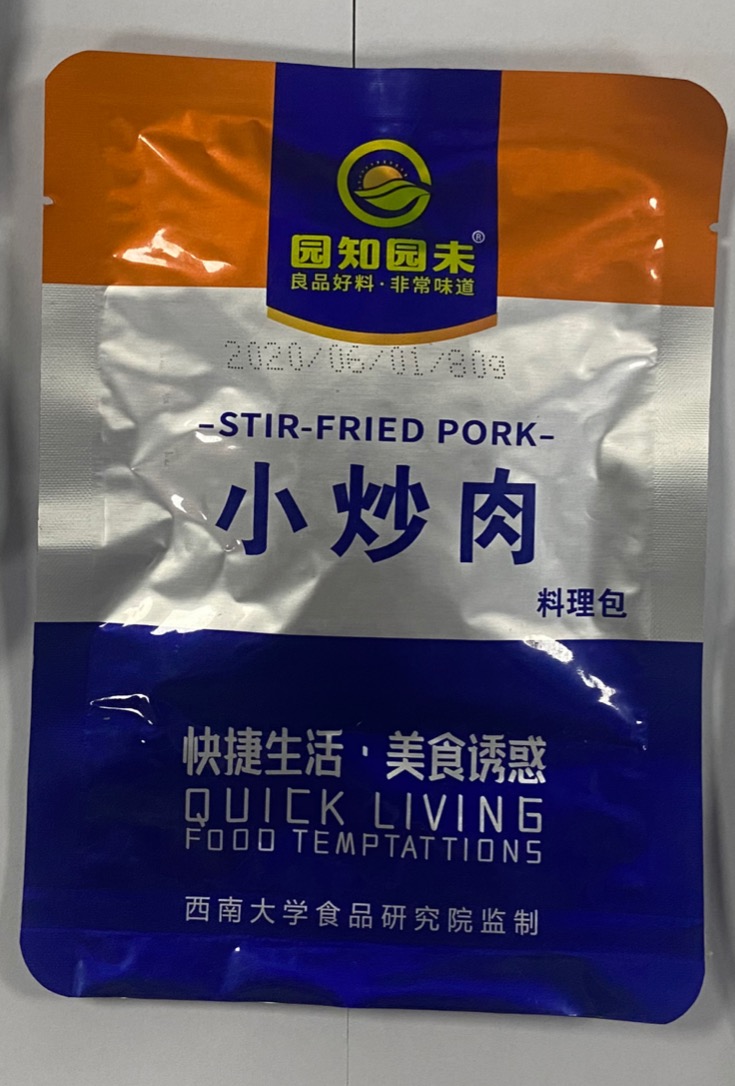 园知园未®
良品好料·非常味道
2020/06/01/80g
-STIR-FRIED PORK-
小炒肉
料理包
快捷生活·美食诱惑
QUICK LIVING
FOOD TEMPTATTIONS
西南大学食品研究院监制